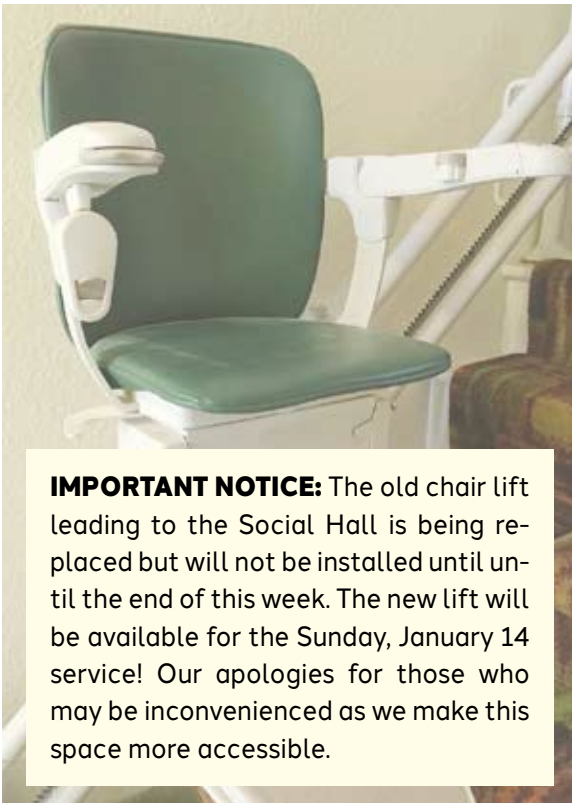 IMPORTANT NOTICE: The old chair lift
leading to the Social Hall is being re-
placed but will not be installed until un-
til the end of this week. The new lift will
be available for the Sunday, January 14
service! Our apologies for those who
may be inconvenienced as we make this
space more accessible.